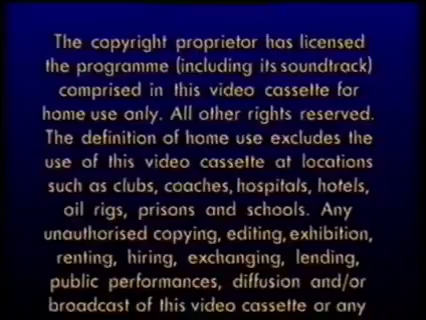 The copyright proprietor has licensed
the programme (including its soundtrack)
comprised in this video cassette for
home use only. All other rights reserved.
The definition of home use excludes the
use of this video cassette at locations
such as clubs, coaches, hospitals, hotels,
oil rigs, prisons and schools. Any
unauthorised copying, editing, exhibition,
renting, hiring, exchanging, lending,
public performances, diffusion and/or
broadcast of this video cassette or any